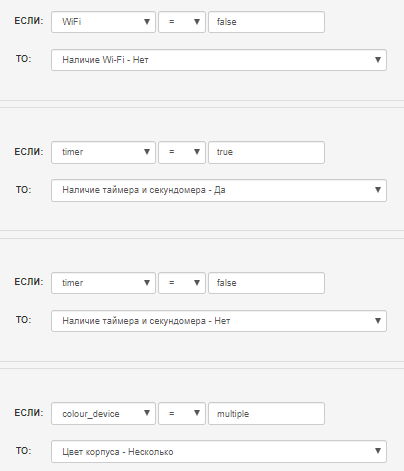 ЕСЛИ: WiFi = false
ТО: Наличие Wi-Fi - Нет
ЕСЛИ: timer = true
ТО: Наличие таймера и секундомера - Да
ЕСЛИ: timer = false
ТО: Наличие таймера и секундомера - Нет
ЕСЛИ: colour_device = multiple
ТО: Цвет корпуса - Несколько